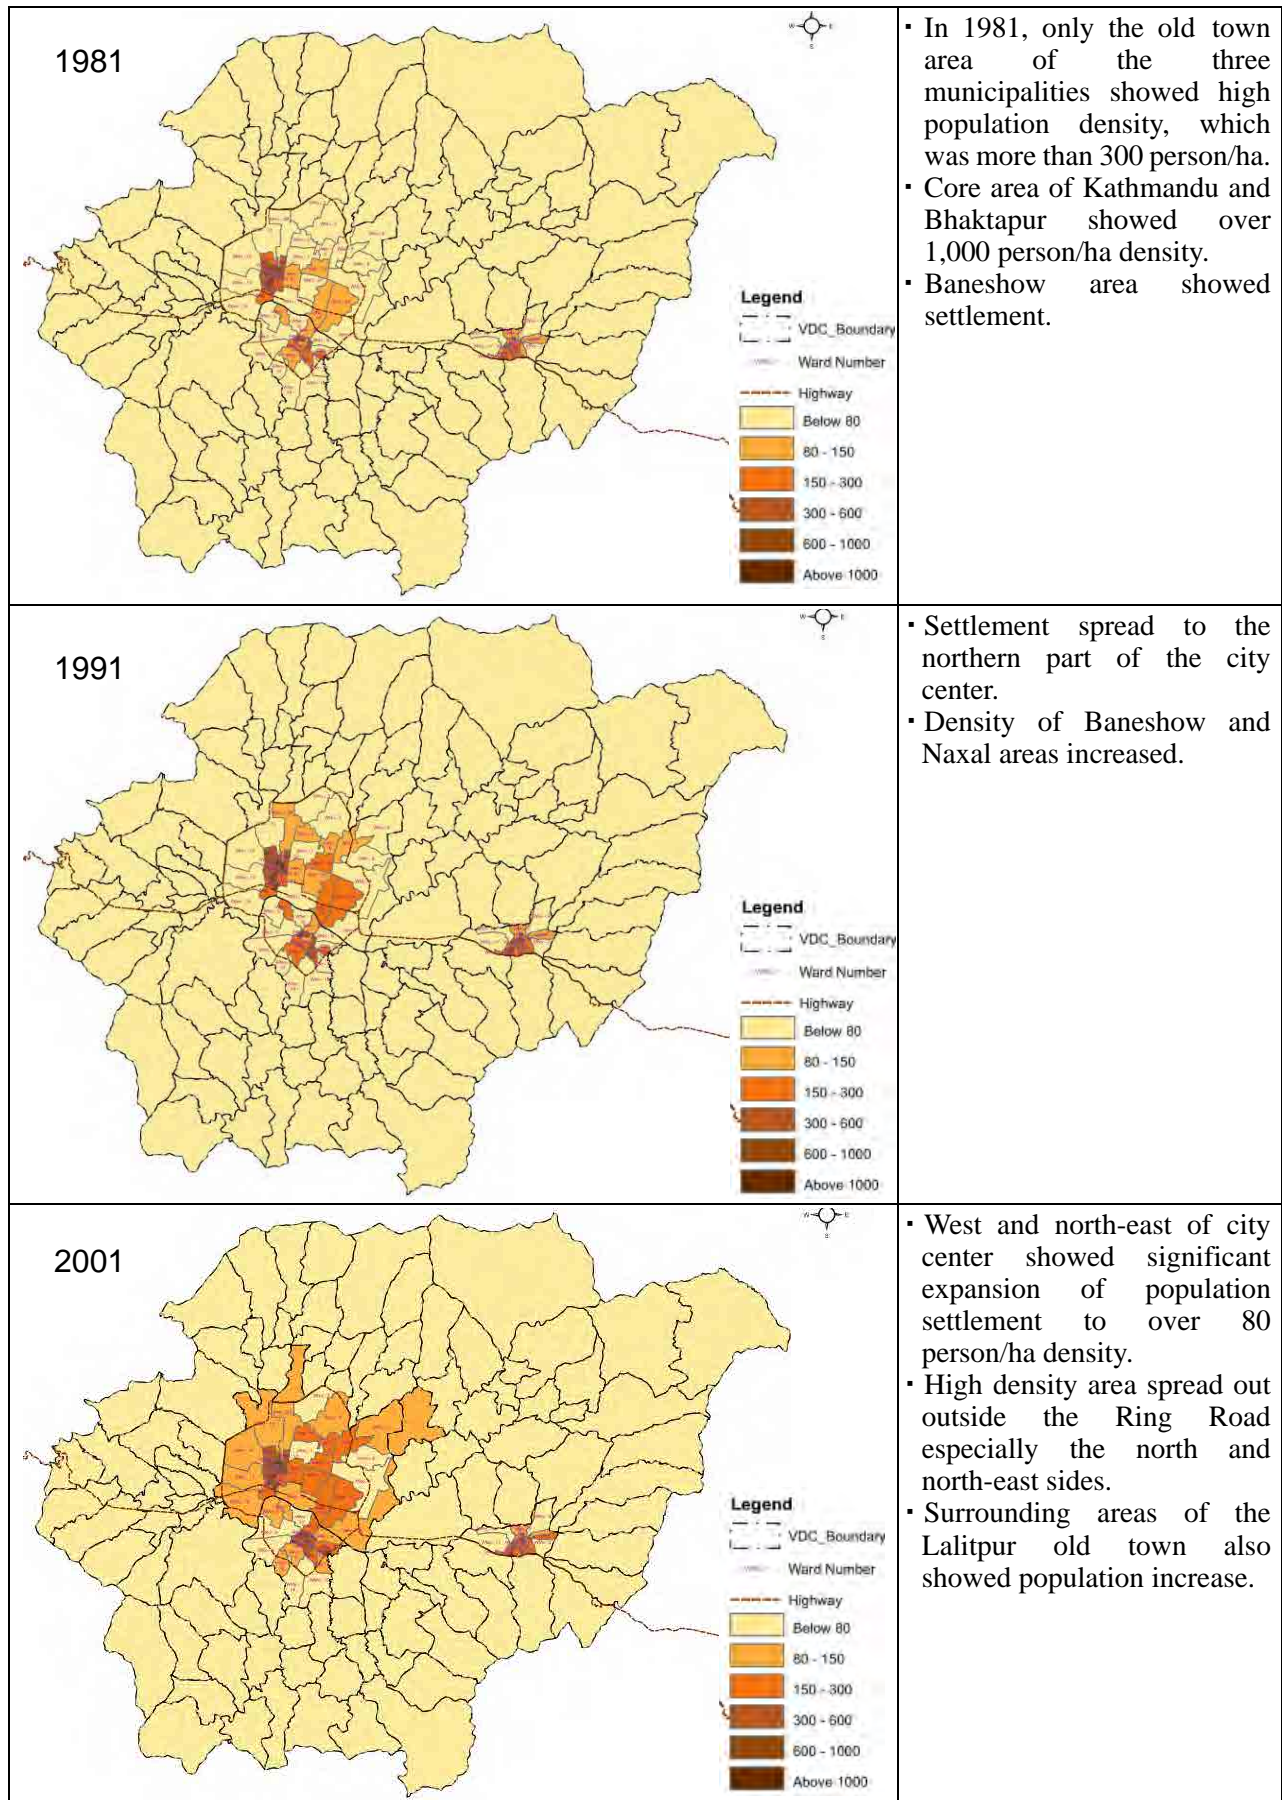 1981
W
E
S
Legend
VDC_Boundary
Ward Number
Highway
Below 80
80 - 150
150 - 300
300 - 600
600 - 1000
Above 1000
▪ In 1981, only the old town
area of the three
municipalities showed high
population density, which
was more than 300 person/ha.
▪ Core area of Kathmandu and
Bhaktapur showed over
1,000 person/ha density.
▪ Baneshow area showed
settlement.
1991
W
E
S
Legend
VDC_Boundary
Ward Number
Highway
Below 80
80 - 150
150 - 300
300 - 600
600 - 1000
Above 1000
▪ Settlement spread to the
northern part of the city
center.
▪ Density of Baneshow and
Naxal areas increased.
2001
W
E
S
Legend
VDC_Boundary
Ward Number
Highway
Below 80
80 - 150
150 - 300
300 - 600
600 - 1000
Above 1000
▪ West and north-east of city
center showed significant
expansion of population
settlement to over 80
person/ha density.
▪ High density area spread out
outside the Ring Road
especially the north and
north-east sides.
▪ Surrounding areas of the
Lalitpur old town also
showed population increase.